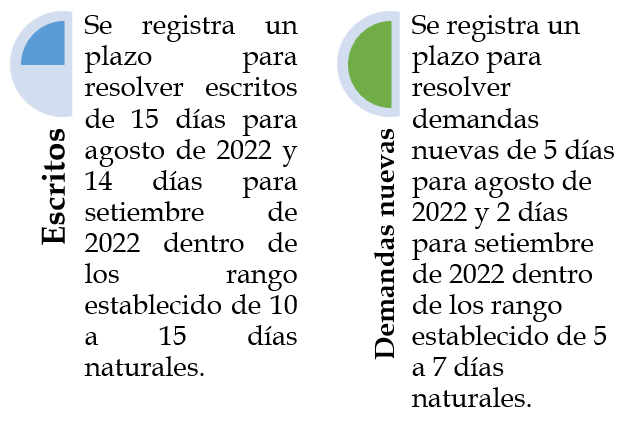 Escritos
Se registra un
plazo para
resolver escritos
de 15 días para
agosto de 2022 y
14 días para
setiembre de
2022 dentro de
los rango
establecido de 10
a 15 días
naturales.
Demandas nuevas
Se registra un
plazo para
resolver
demandas
nuevas de 5 días
para agosto de
2022 y 2 días
para setiembre
de 2022 dentro
de los rango
establecido de 5
a 7 días
naturales.